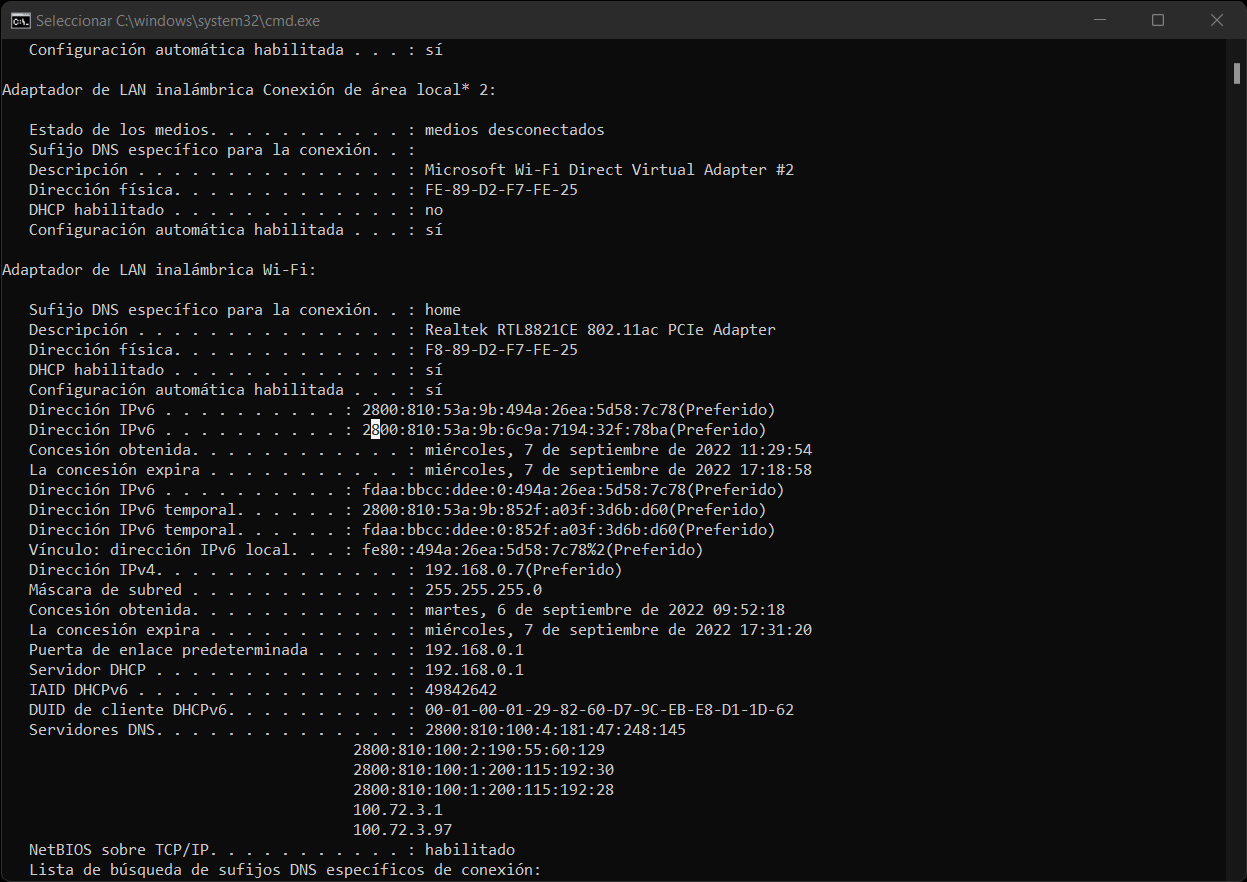 Seleccionar C:\windows\system32\cmd.exe
Configuración automática habilitada . . . : sí
Adaptador de LAN inalámbrica Conexión de área local* 2:
Estado de los medios. . . . . . . . . . . : medios desconectados
Sufijo DNS específico para la conexión. . :
Descripción . . . . . . . . . . . . . . . : Microsoft Wi-Fi Direct Virtual Adapter #2
Dirección física. . . . . . . . . . . . . : FE-89-D2-F7-FE-25
DHCP habilitado . . . . . . . . . . . . . : no
Configuración automática habilitada . . . : sí
Adaptador de LAN inalámbrica Wi-Fi:
Sufijo DNS específico para la conexión. . : home
Descripción . . . . . . . . . . . . . . . : Realtek RTL8821CE 802.11ac PCIe Adapter
Dirección física. . . . . . . . . . . . . : F8-89-D2-F7-FE-25
DHCP habilitado . . . . . . . . . . . . . : sí
Configuración automática habilitada . . . : sí
Dirección IPv6 . . . . . . . . . . : 2800:810:53a:9b:494a:26ea:5d58:7c78(Preferido)
Dirección IPv6 . . . . . . . . . . : 2800:810:53a:9b:6c9a:7194:32f:78ba(Preferido)
Concesión obtenida. . . . . . . . . . . . : miércoles, 7 de septiembre de 2022 11:29:54
La concesión expira . . . . . . . . . . . : miércoles, 7 de septiembre de 2022 17:18:58
Dirección IPv6 . . . . . . . . . . : fdaa:bbcc:ddee:0:494a:26ea:5d58:7c78(Preferido)
Dirección IPv6 temporal. . . . . . : 2800:810:53a:9b:852f:a03f:3d6b:d60(Preferido)
Dirección IPv6 temporal. . . . . . : fdaa:bbcc:ddee:0:852f:a03f:3d6b:d60(Preferido)
Vínculo: dirección IPv6 local. . . : fe80::494a:26ea:5d58:7c78%2(Preferido)
Dirección IPv4. . . . . . . . . . . . . . : 192.168.0.7(Preferido)
Máscara de subred . . . . . . . . . . . . : 255.255.255.0
Concesión obtenida. . . . . . . . . . . . : martes, 6 de septiembre de 2022 09:52:18
La concesión expira . . . . . . . . . . . : miércoles, 7 de septiembre de 2022 17:31:20
Puerta de enlace predeterminada . . . . . : 192.168.0.1
Servidor DHCP . . . . . . . . . . . . . . : 192.168.0.1
IAID DHCPv6 . . . . . . . . . . . . . . . : 49842642
DUID de cliente DHCPv6. . . . . . . . . . : 00-01-00-01-29-82-60-D7-9C-EB-E8-D1-1D-62
Servidores DNS. . . . . . . . . . . . . . : 2800:810:100:4:181:47:248:145
2800:810:100:2:190:55:60:129
2800:810:100:1:200:115:192:30
2800:810:100:1:200:115:192:28
100.72.3.1
100.72.3.97
NetBIOS sobre TCP/IP. . . . . . . . . . . : habilitado
Lista de búsqueda de sufijos DNS específicos de conexión: